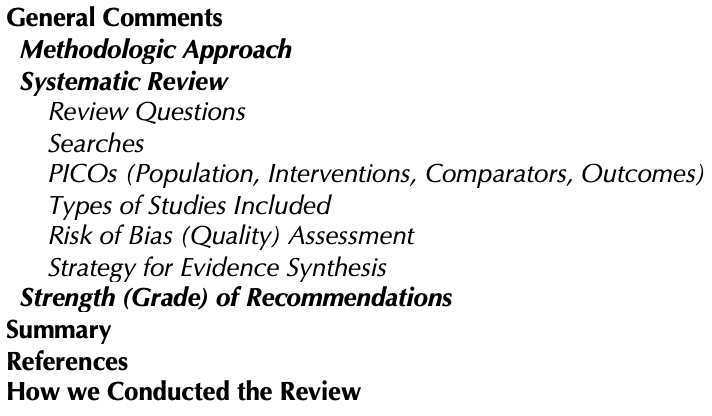 General Comments
Methodologic Approach
Systematic Review
Review Questions
Searches
PICOs (Population, Interventions, Comparators, Outcomes)
Types of Studies Included
Risk of Bias (Quality) Assessment
Strategy for Evidence Synthesis
Strength (Grade) of Recommendations
Summary
References
How we Conducted the Review